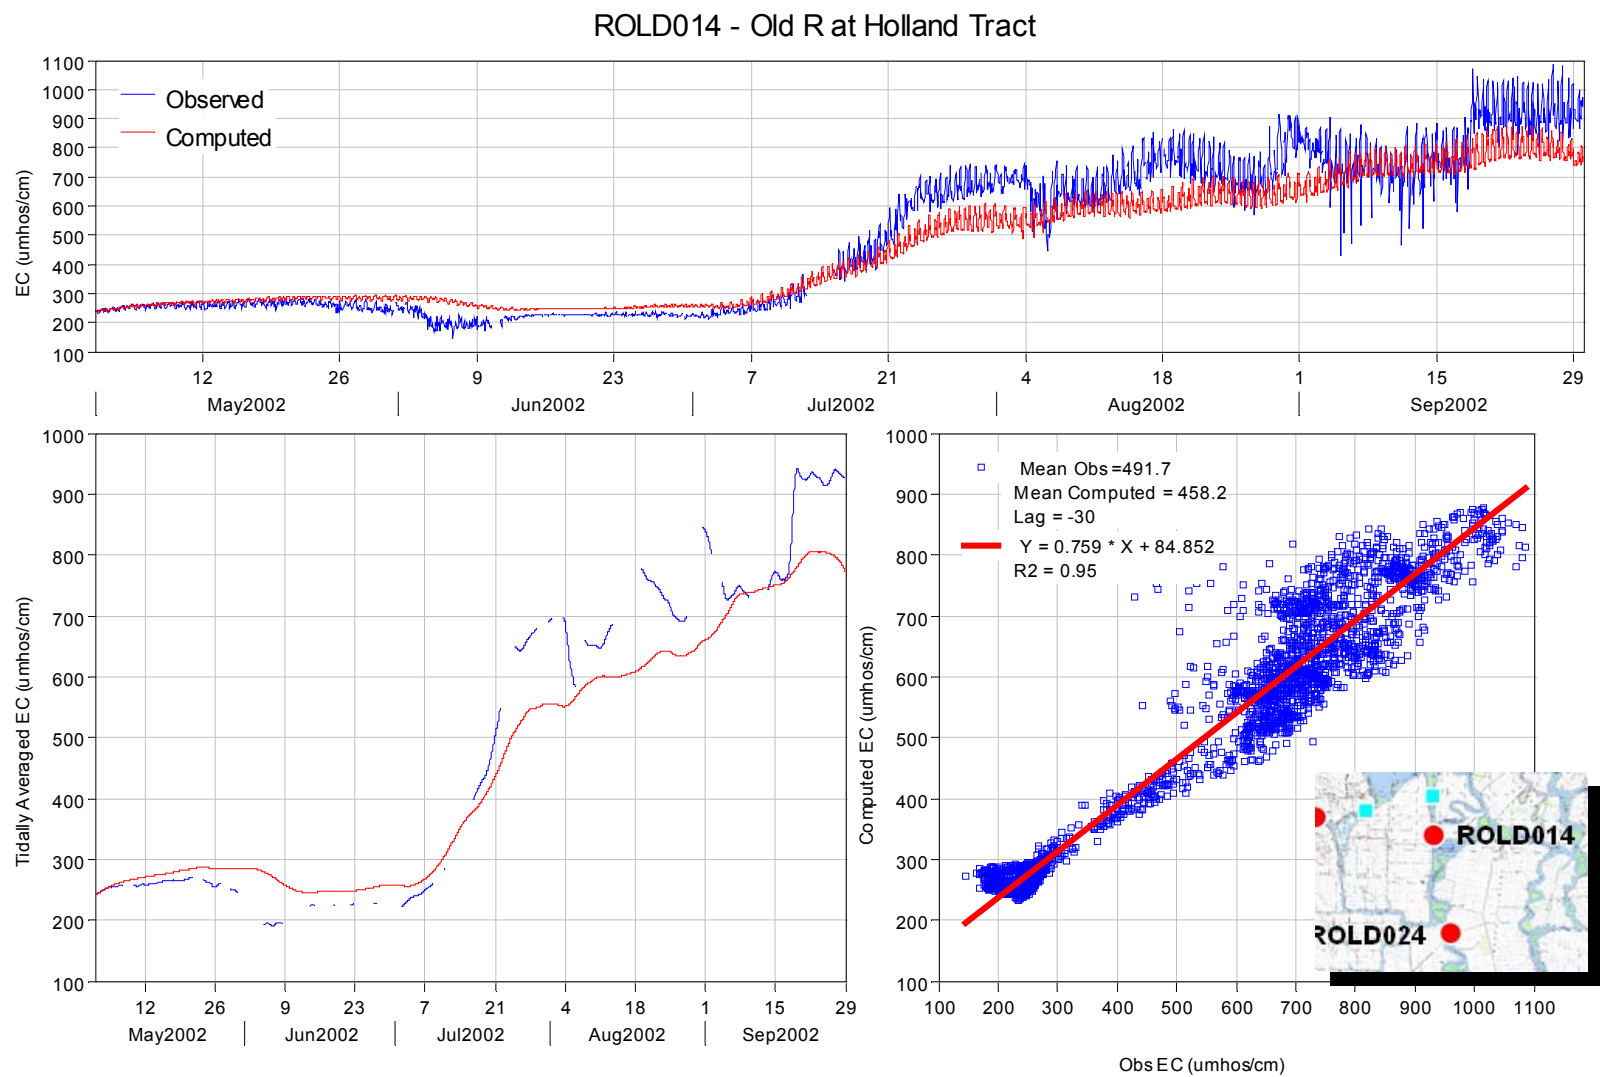 ROLD014 - Old R at Holland Tract
1100
1000
900
800
700
600
500
400
300
200
100
EC (umhos/cm)
Observed
Computed
12 26 9 23 7 21 4 18 1 15 29
May2002 Jun2002 Jul2002 Aug2002 Sep2002
1000
900
800
700
600
500
400
300
200
100
Tidally Averaged EC (umhos/cm)
12 26 9 23 7 21 4 18 1 15 29
May2002 Jun2002 Jul2002 Aug2002 Sep2002
1000
900
800
700
600
500
400
300
200
100
Computed EC (umhos/cm)
Mean Obs=491.7
Mean Computed = 458.2
Lag = -30
Y = 0.759 * X + 84.852
R2 = 0.95
ROLD014
ROLD024
100 200 300 400 500 600 700 800 900 1000 1100
Obs EC (umhos/cm)